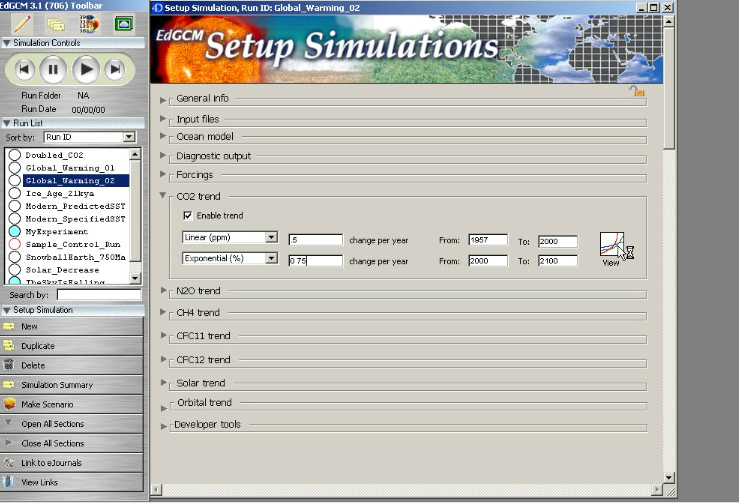 EdGCM 3.1 (706) Toolbar
Simulation Controls
Run Folder NA
Run Date 00/00/00
Run List
Sort by: Run ID
Doubled_CO2
Global_Warming_01
Global_Warming_02
Ice_Age_21kya
Modern_PredictedSST
Modern_SpecifiedSST
MyExperiment
Sample_Control_Run
SnowballEarth_750Ma
Solar_Decrease
TheSkyIsFalling
Search by:
Setup Simulation
New
Duplicate
Delete
Simulation Summary
Make Scenario
Open All Sections
Close All Sections
Link to eJournals
View Links
Setup Simulation, Run ID: Global_Warming_02
EdGCM Setup Simulations
General info
Input files
Ocean model
Diagnostic output
Forcings
CO2 trend
Enable trend
Linear (ppm) .5 change per year From: 1957 To: 2000
Exponential (%) 0.75 change per year From: 2000 To: 2100
View
N2O trend
CH4 trend
CFC11 trend
CFC12 trend
Solar trend
Orbital trend
Developer tools